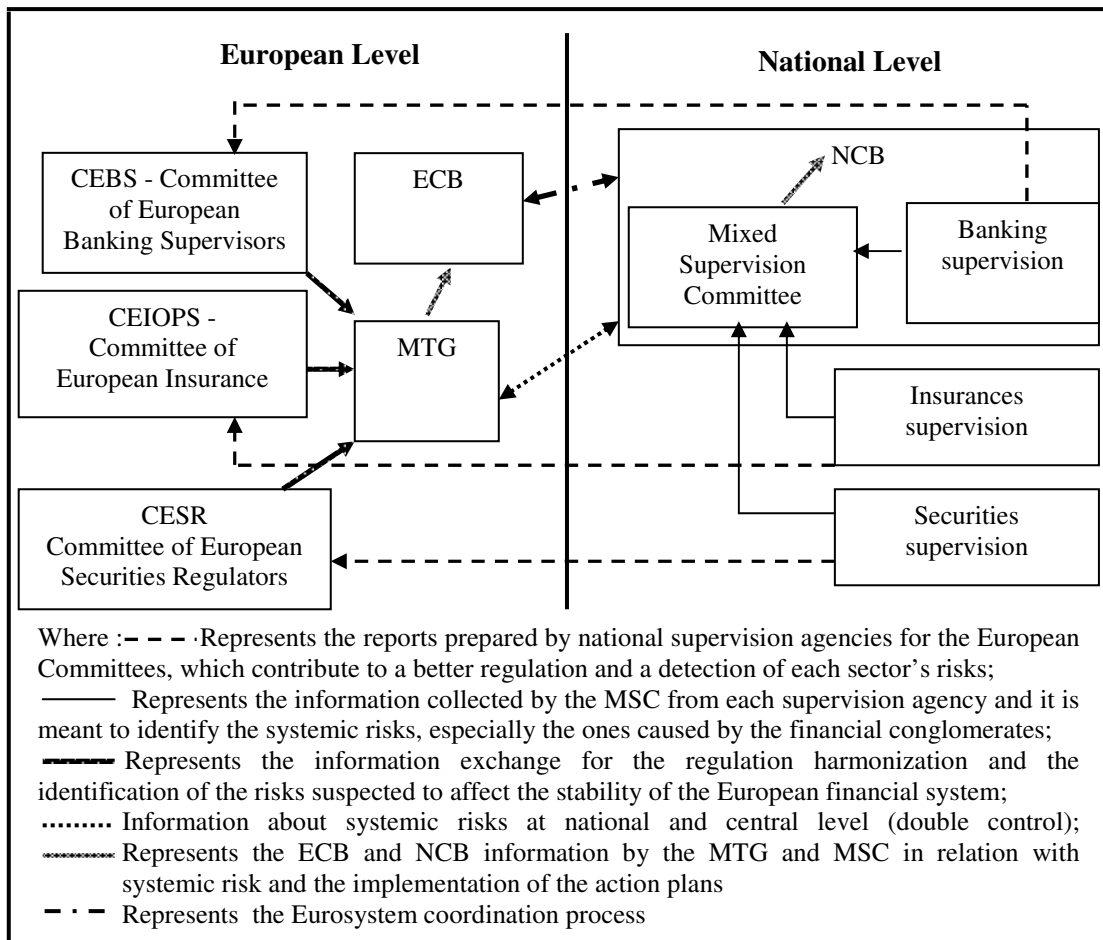 European Level
National Level
CEBS - Committee
of European
Banking Supervisors
ECB
NCB
Mixed
Supervision
Committee
Banking
supervision
CEIOPS -
Committee of
European Insurance
MTG
Insurances
supervision
CESR
Committee of European
Securities Regulators
Securities
supervision
Where : Represents the reports prepared by national supervision agencies for the European
Committees, which contribute to a better regulation and a detection of each sector's risks;
Represents the information collected by the MSC from each supervision agency and it is
meant to identify the systemic risks, especially the ones caused by the financial conglomerates;
Represents the information exchange for the regulation harmonization and the
identification of the risks suspected to affect the stability of the European financial system;
Information about systemic risks at national and central level (double control);
Represents the ECB and NCB information by the MTG and MSC in relation with
systemic risk and the implementation of the action plans
Represents the Eurosystem coordination process